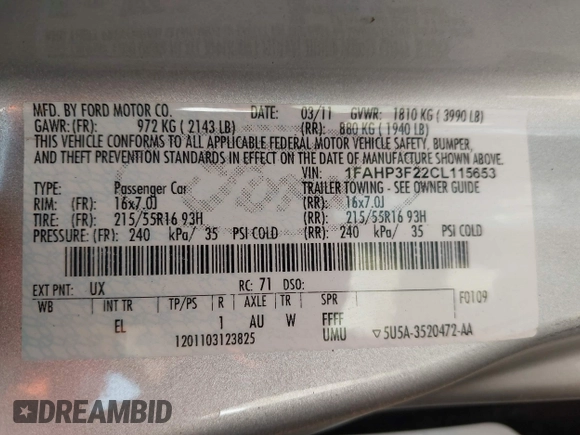 MFD. BY FORD MOTOR CO. DATE: 03/11 GVWR: 1810 KG ( 3990 LB)
GAWR: (FR): 972 KG ( 2143 LB) (RR): 880 KG ( 1940 LB)
THIS VEHICLE CONFORMS TO ALL APPLICABLE FEDERAL MOTOR VEHICLE SAFETY, BUMPER,
AND THEFT PREVENTION STANDARDS IN EFFECT ON THE DATE OF MANUFACTURE SHOWN ABOVE.
VIN: 1FAHP3F22CL115653
TYPE: Passenger Car TRAILER TOWING - SEE OWNER GUIDE
RIM: (FR): 16x7.0J (RR): 16x7.0J
TIRE: (FR): 215/55R16 93H (RR): 215/55R16 93H
PRESSURE: (FR): 240 kPa/ 35 PSI COLD (RR): 240 kPa/ 35 PSI COLD
EXT PNT: UX RC: 71 DSO: F0109
WB INT TR TP/PS R AXLE TR SPR
EL 1 AU W FFFF
1201103123825 UMU ▽5U5A-3520472-AA
DREAMBID